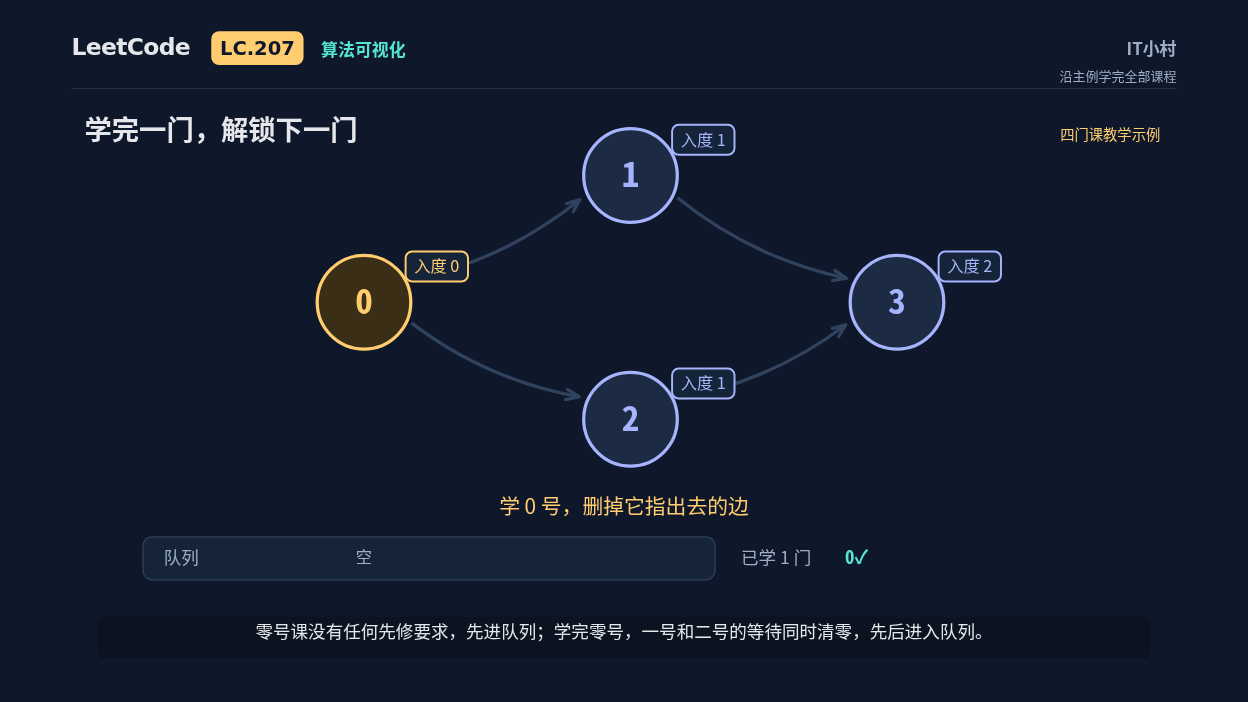 LeetCode LC.207 算法可视化
IT小村
沿主例学完全部课程
学完一门，解锁下一门
四门课教学示例
入度 1
1
入度 0
0
入度 2
3
入度 1
2
学 0 号，删掉它指出去的边
队列 空 已学 1 门 0✓
零号课没有任何先修要求，先进队列；学完零号，一号和二号的等待同时清零，先后进入队列。